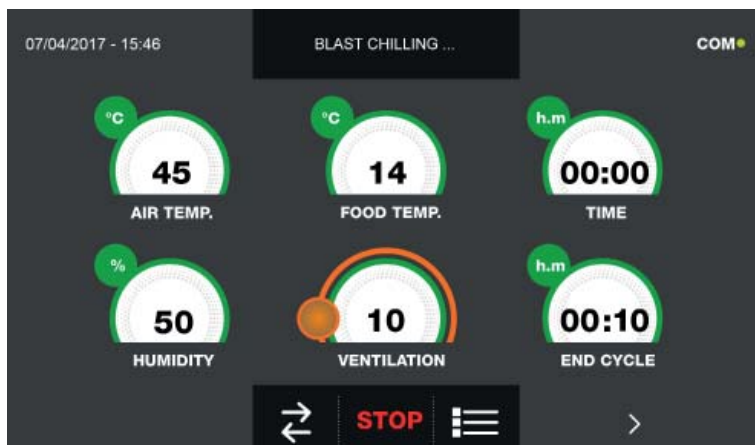 07/04/2017 - 15:46
BLAST CHILLING ...
COM
°C
45
AIR TEMP.
°C
14
FOOD TEMP.
h.m
00:00
TIME
%
50
HUMIDITY
10
VENTILATION
h.m
00:10
END CYCLE
STOP